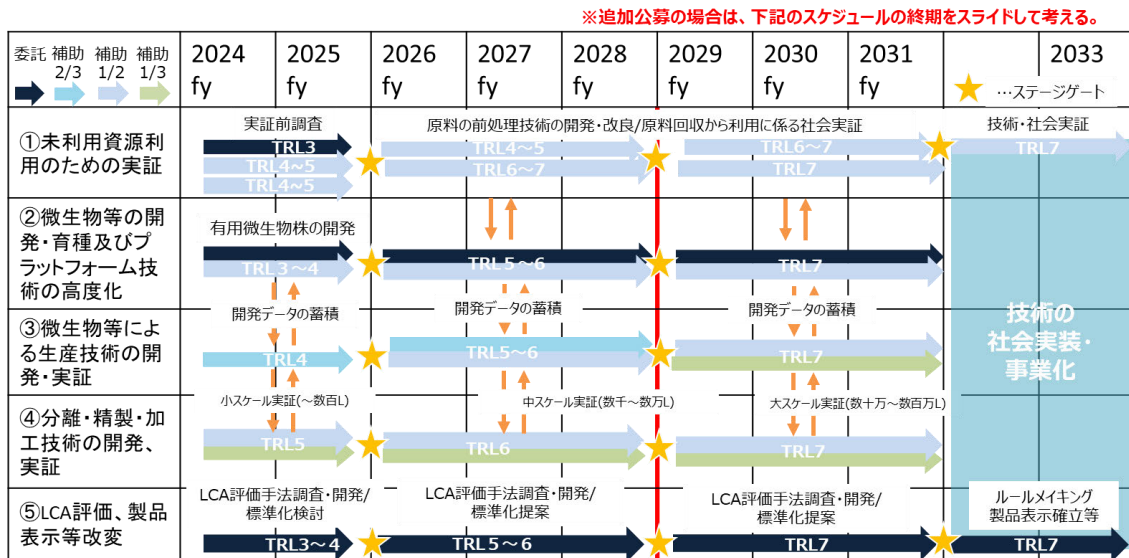 ※追加公募の場合は、下記のスケジュールの終期をスライドして考える。
委託 補助2/3 補助1/2 補助1/3
2024 fy
2025 fy
2026 fy
2027 fy
2028 fy
2029 fy
2030 fy
2031 fy
2033
…ステージゲート
①未利用資源利用のための実証
実証前調査
TRL3
TRL4~5
TRL4~5
原料の前処理技術の開発・改良/原料回収から利用に係る社会実証
TRL4～5
TRL6～7
TRL6～7
TRL7
技術・社会実証
TRL7
②微生物等の開発・育種及びプラットフォーム技術の高度化
有用微生物株の開発
TRL3～4
TRL5～6
TRL7
開発データの蓄積
開発データの蓄積
開発データの蓄積
③微生物等による生産技術の開発・実証
TRL4
TRL5～6
TRL7
技術の
社会実装・
事業化
小スケール実証(～数百L)
中スケール実証(数千～数万L)
大スケール実証(数十万～数百万L)
④分離・精製・加工技術の開発、実証
TRL5
TRL6
TRL7
⑤LCA評価、製品表示等改変
LCA評価手法調査・開発/
標準化検討
TRL3～4
LCA評価手法調査・開発/
標準化提案
TRL5～6
LCA評価手法調査・開発/
標準化提案
TRL7
ルールメイキング
製品表示確立等
TRL7